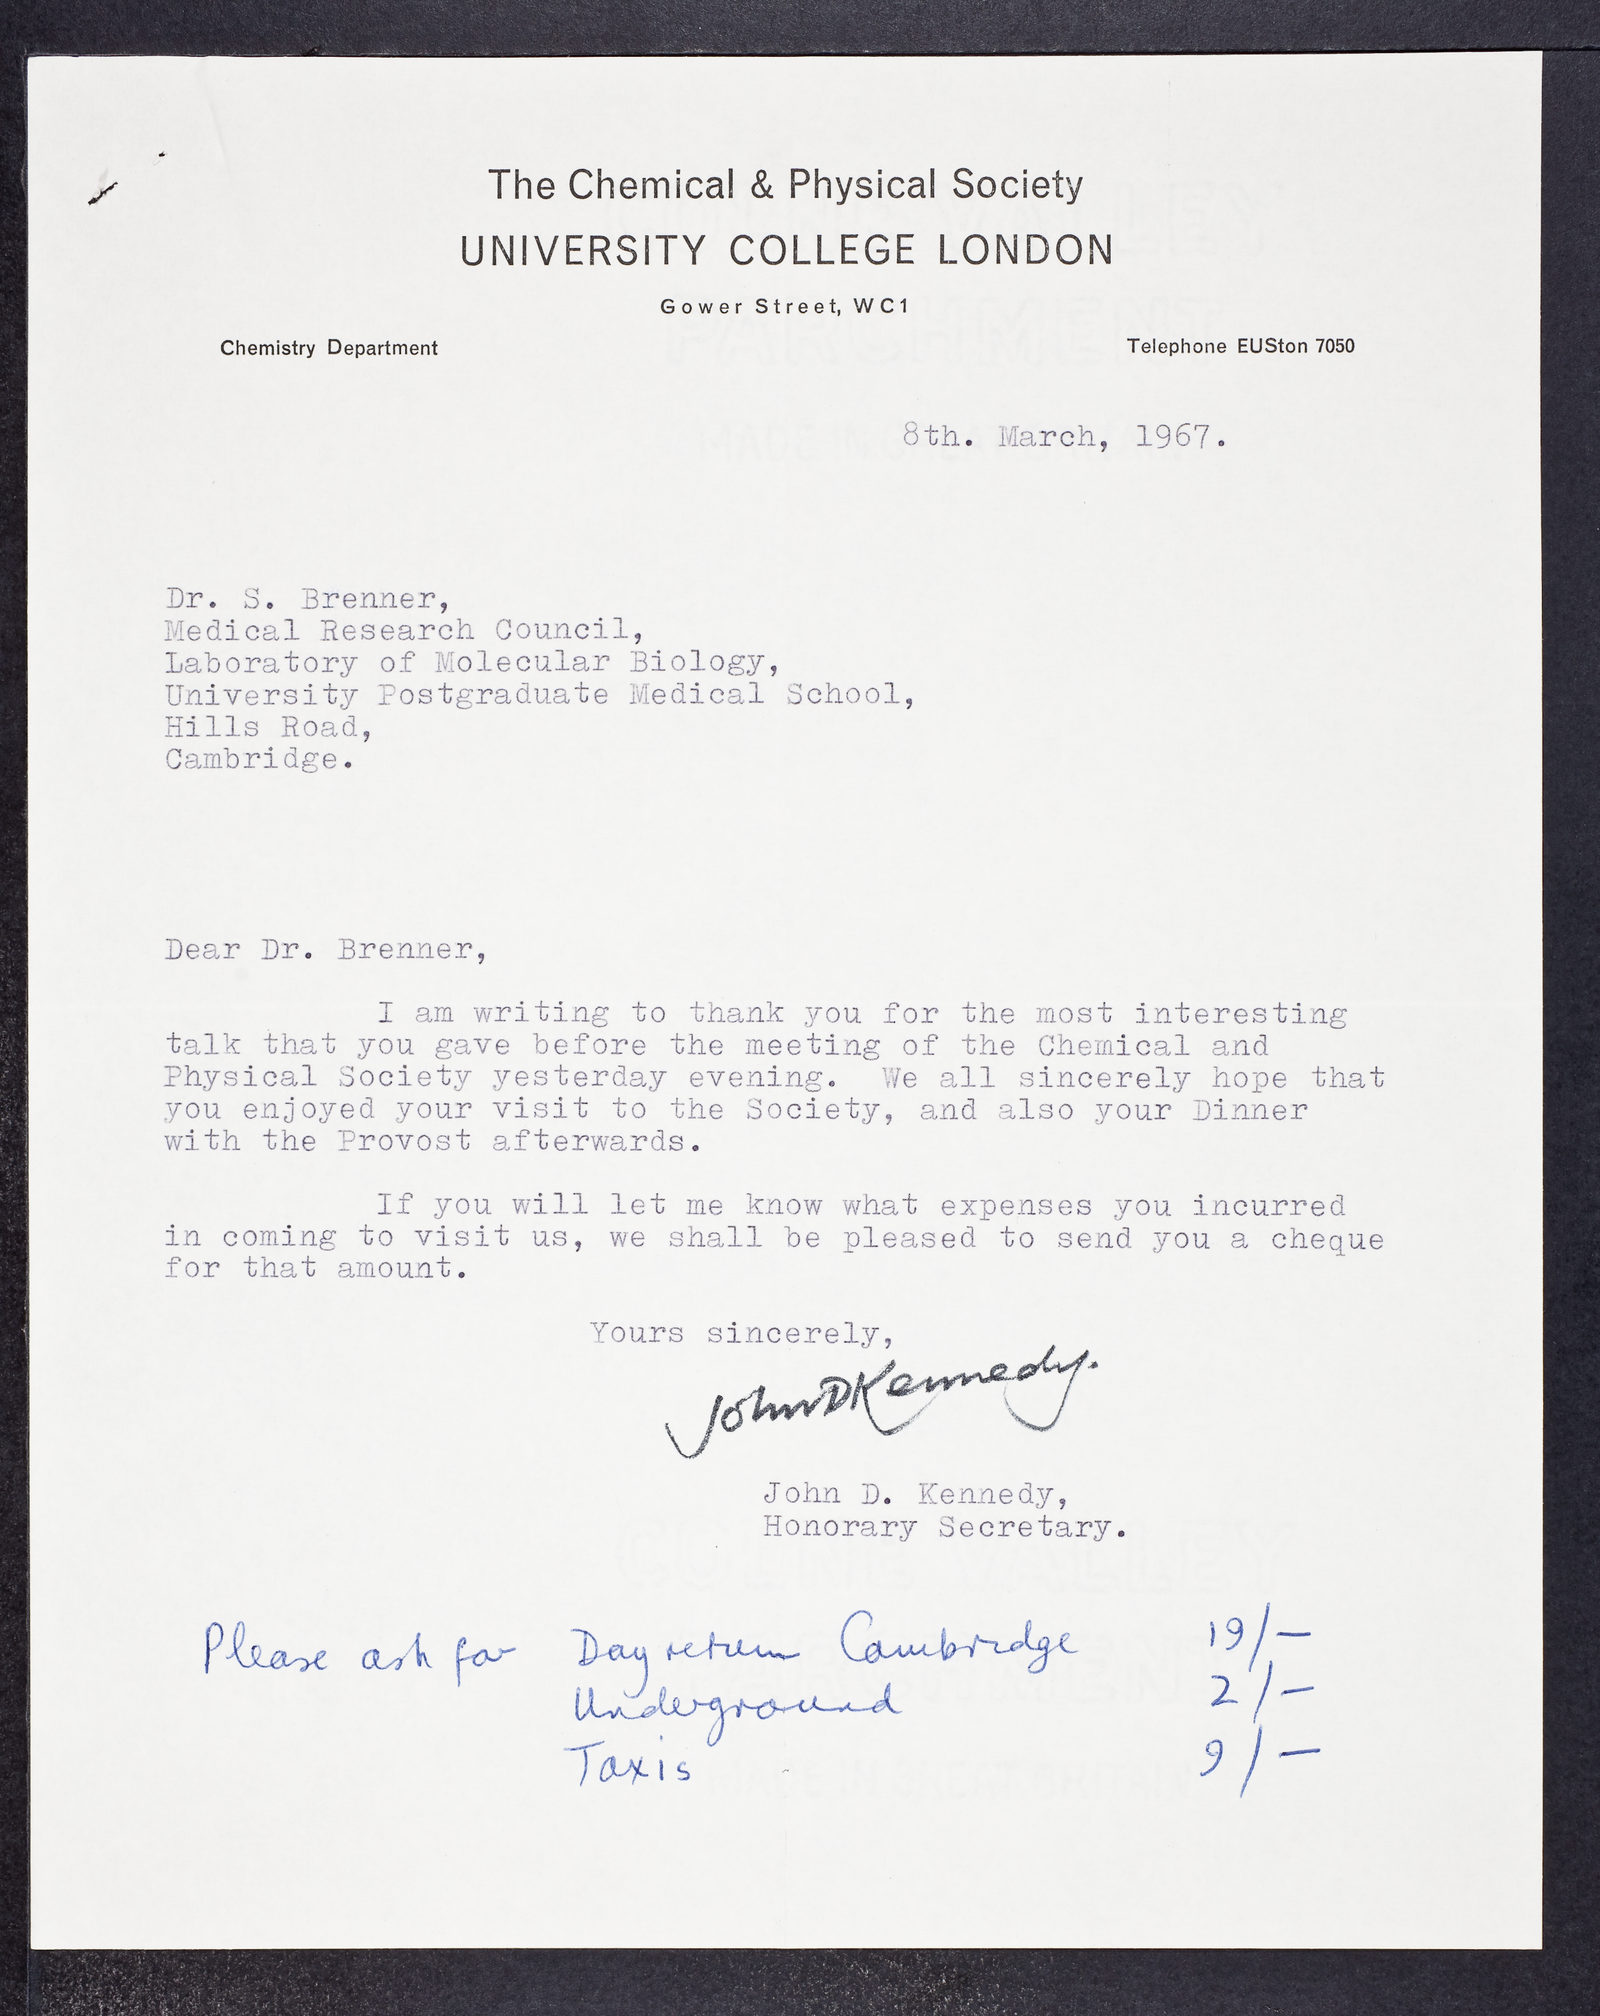 The Chemical & Physical Society
UNIVERSITY COLLEGE LONDON
Gower Street, WC1
Chemistry Department Telephone EUSton 7050
8th. March, 1967.
Dr. S. Brenner,
Medical Research Council,
Laboratory of Molecular Biology,
University Postgraduate Medical School,
Hills Road,
Cambridge.
Dear Dr. Brenner,
I am writing to thank you for the most interesting
talk that you gave before the meeting of the Chemical and
Physical Society yesterday evening. We all sincerely hope that
you enjoyed your visit to the Society, and also your Dinner
with the Provost afterwards.
If you will let me know what expenses you incurred
in coming to visit us, we shall be pleased to send you a cheque
for that amount.
Yours sincerely,
John D Kennedy.
John D. Kennedy,
Honorary Secretary.
Please ask for Day return Cambridge 19/—
Underground 2/—
Taxis 9/—